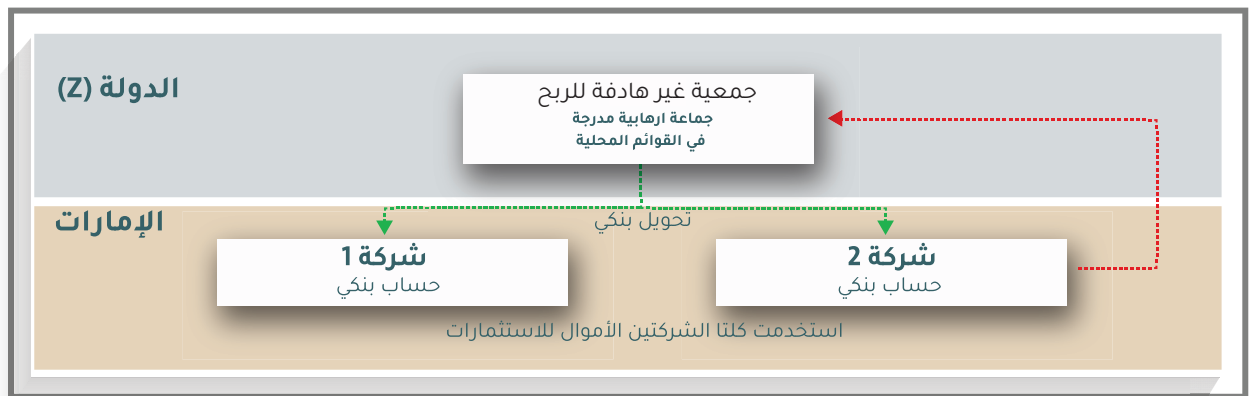 الدولة (Z)
جمعية غير هادفة للربح
جماعة ارهابية مدرجة
في القوائم المحلية
الإمارات
تحويل بنكي
شركة 1
حساب بنكي
شركة 2
حساب بنكي
استخدمت كلتا الشركتين الأموال للاستثمارات